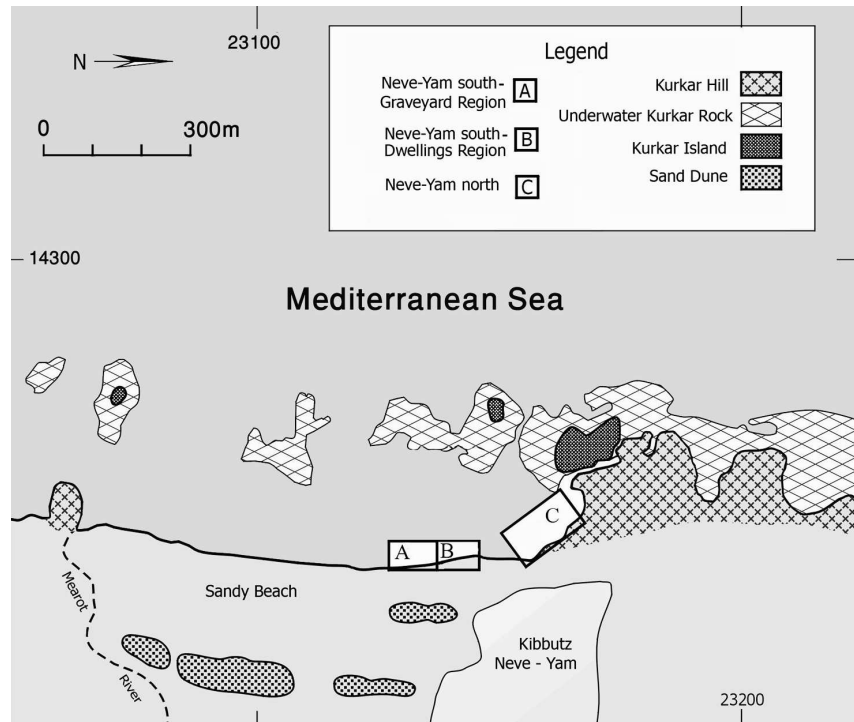 23100
N
0 300m
Legend
Neve-Yam south-
Graveyard Region
A
Neve-Yam south-
Dwellings Region
B
Neve-Yam north
C
Kurkar Hill
Underwater Kurkar Rock
Kurkar Island
Sand Dune
14300
Mediterranean Sea
A
B
C
Mearot
River
Sandy Beach
Kibbutz
Neve - Yam
23200